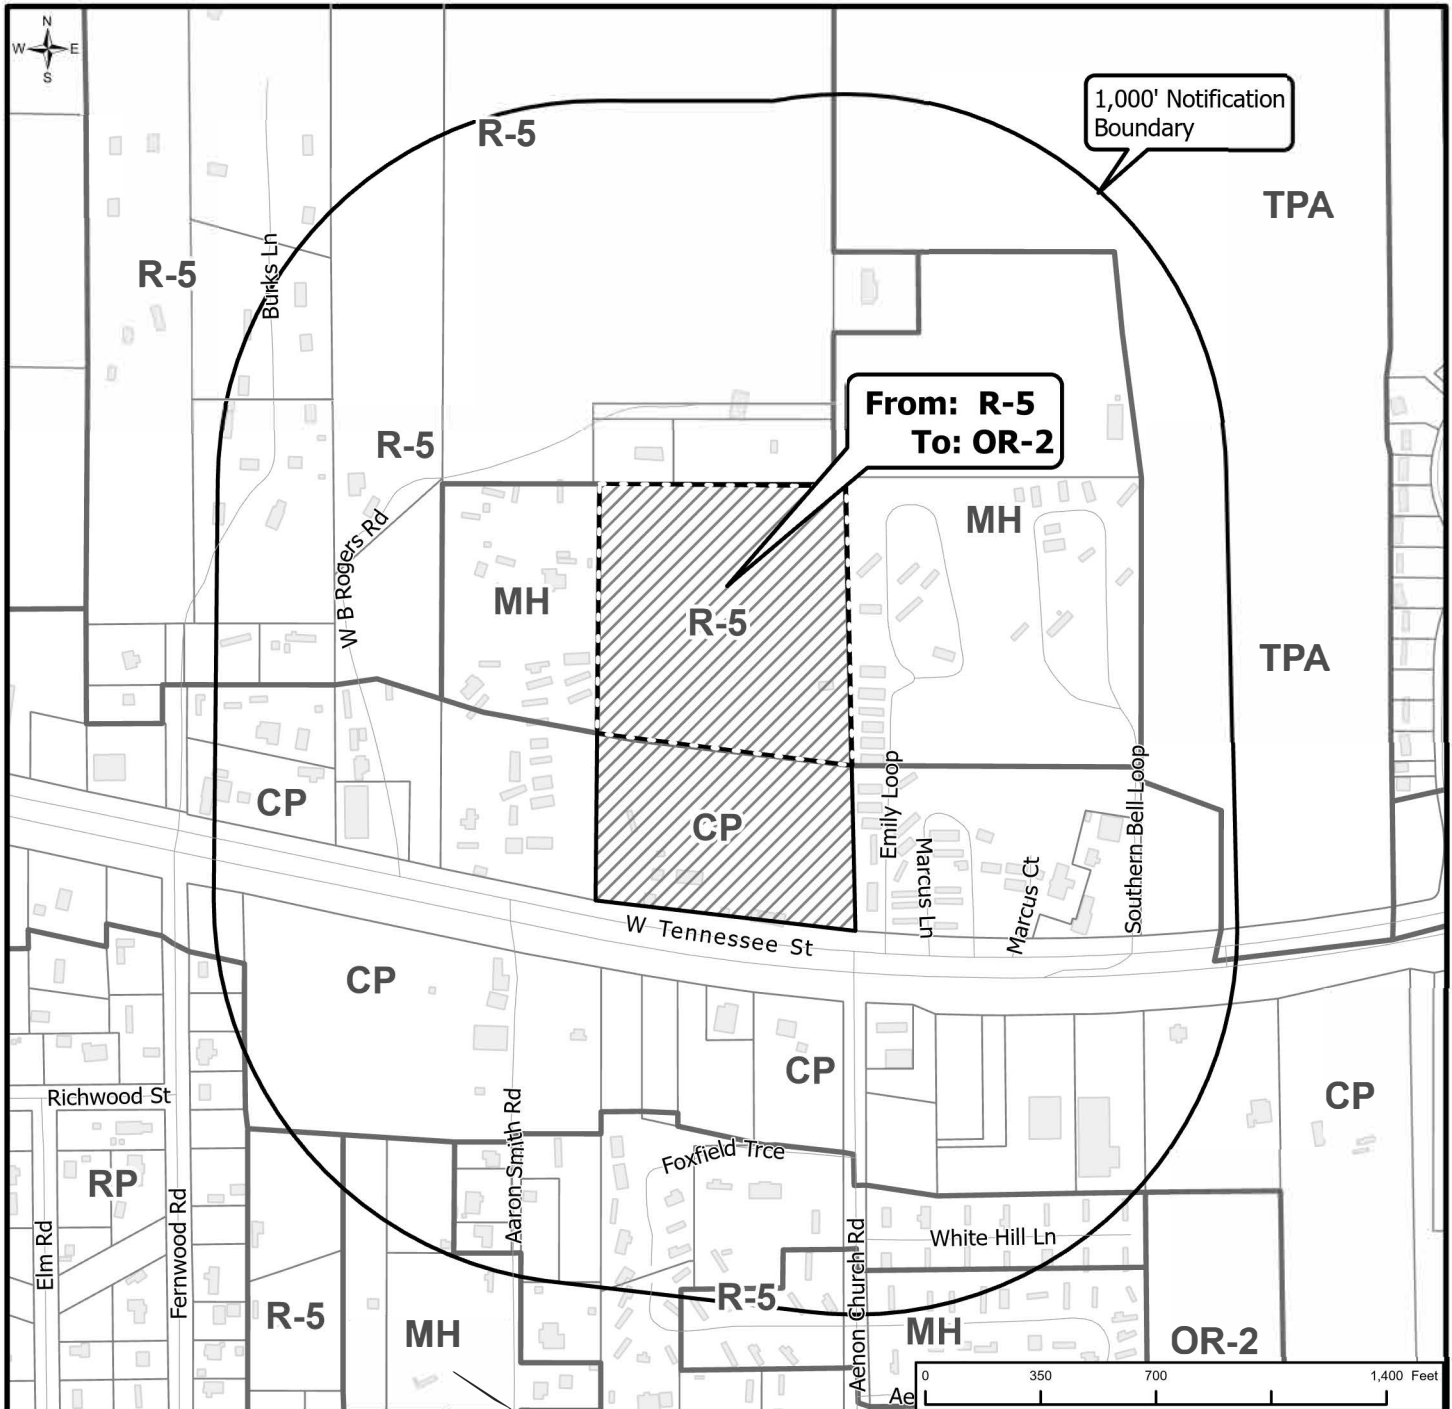 N
W E
S
1,000' Notification
Boundary
R-5
TPA
R-5
Burks Ln
From: R-5
To: OR-2
R-5
MH
W B Rogers Rd
MH
R-5
TPA
CP
CP
Emily Loop
Marcus Ln
Marcus Ct
Southern Bell Loop
W Tennessee St
CP
CP
CP
Richwood St
RP
Elm Rd
Fernwood Rd
Aaron Smith Rd
Foxfield Trce
White Hill Ln
Aenon Church Rd
R-5
R-5
MH
MH
OR-2
Ae
0 350 700 1,400 Feet